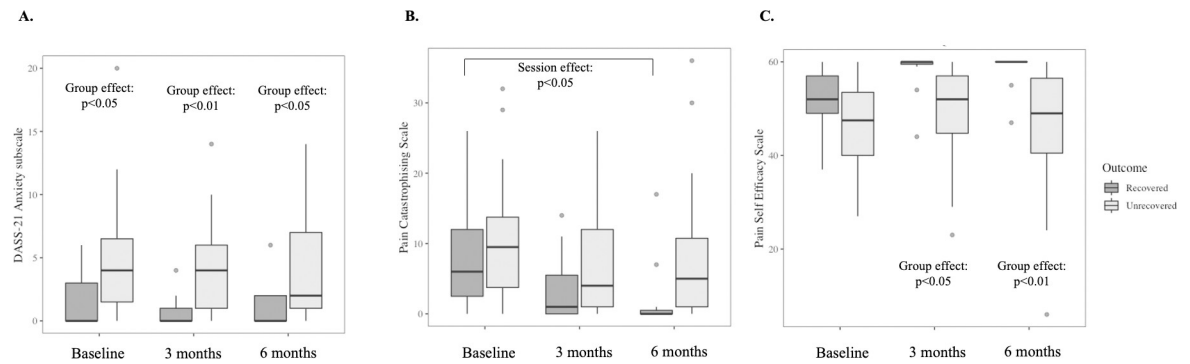 A.
B.
C.
DASS-21 Anxiety subscale
20
15
10
5
0
Group effect:
p<0.05
Group effect:
p<0.01
Group effect:
p<0.05
Baseline
3 months
6 months
Pain Catastrophising Scale
30
20
10
0
Session effect:
p<0.05
Baseline
3 months
6 months
Pain Self Efficacy Scale
60
40
20
Group effect:
p<0.05
Group effect:
p<0.01
Baseline
3 months
6 months
Outcome
Recovered
Unrecovered